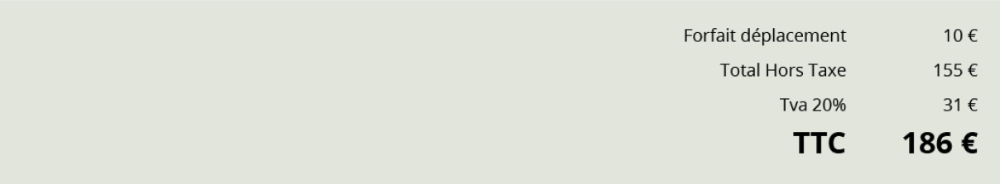 Forfait déplacement 10 €
Total Hors Taxe 155 €
Tva 20% 31 €
TTC 186 €